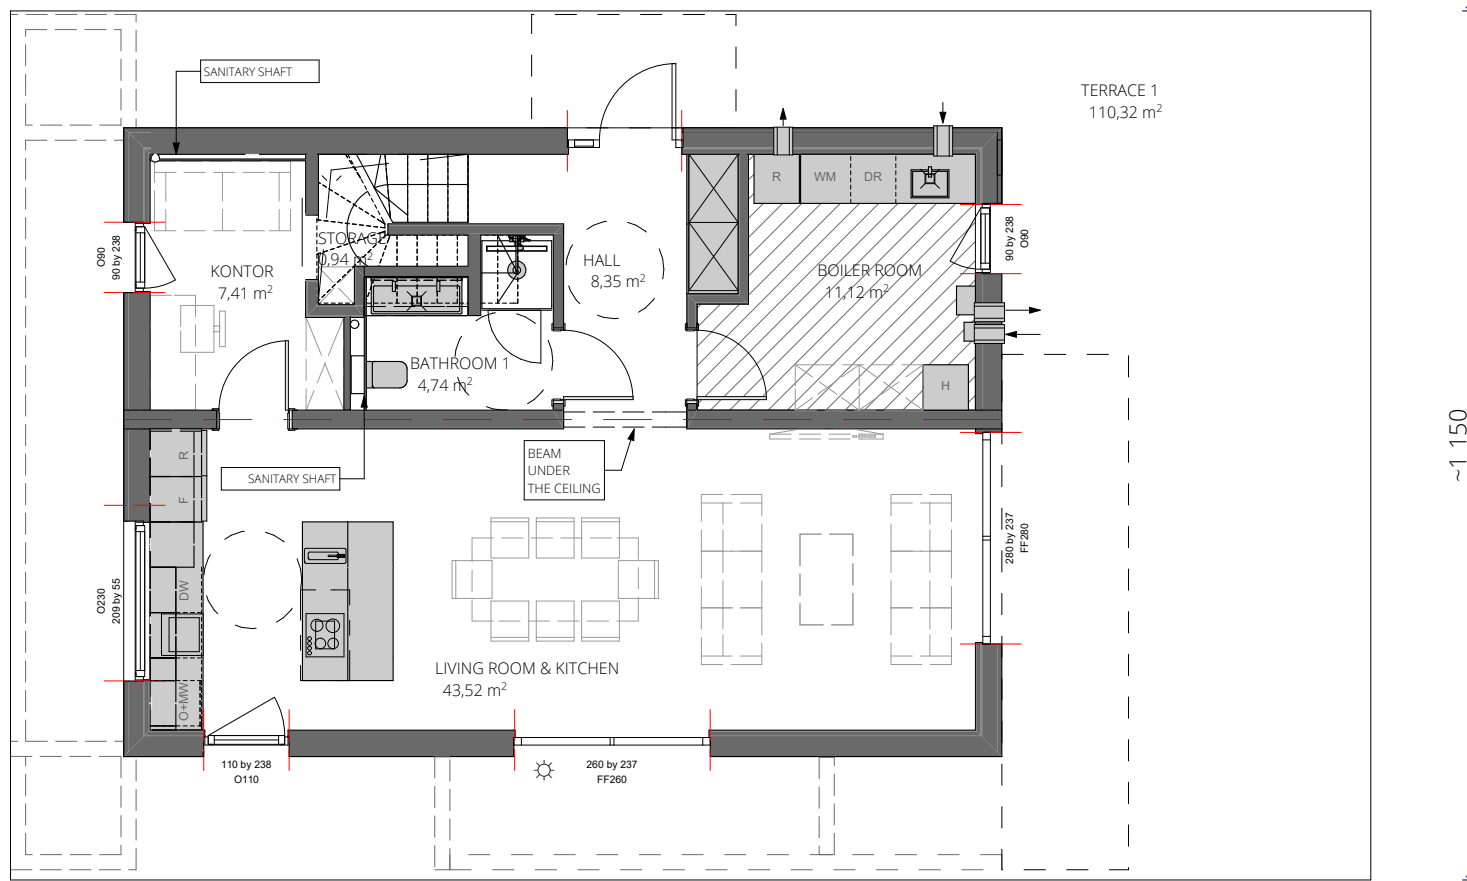 SANITARY SHAFT
TERRACE 1
110,32 m²
R
WM
DR
O90
90 by 238
STORAGE
0,94 m²
KONTOR
7,41 m²
HALL
8,35 m²
BOILER ROOM
11,12 m²
90 by 238
O90
BATHROOM 1
4,74 m²
H
~1 150
R
F
SANITARY SHAFT
BEAM
UNDER
THE CEILING
280 by 237
FF280
O230
209 by 55
DW
O+MW
LIVING ROOM & KITCHEN
43,52 m²
110 by 238
O110
260 by 237
FF260